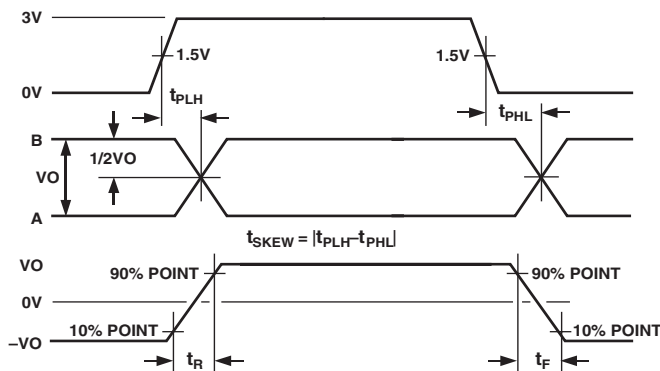 3V
1.5V
1.5V
0V
tPLH
tPHL
B
1/2VO
VO
A
tSKEW = |tPLH–tPHL|
VO
90% POINT
90% POINT
0V
10% POINT
10% POINT
–VO
tR
tF